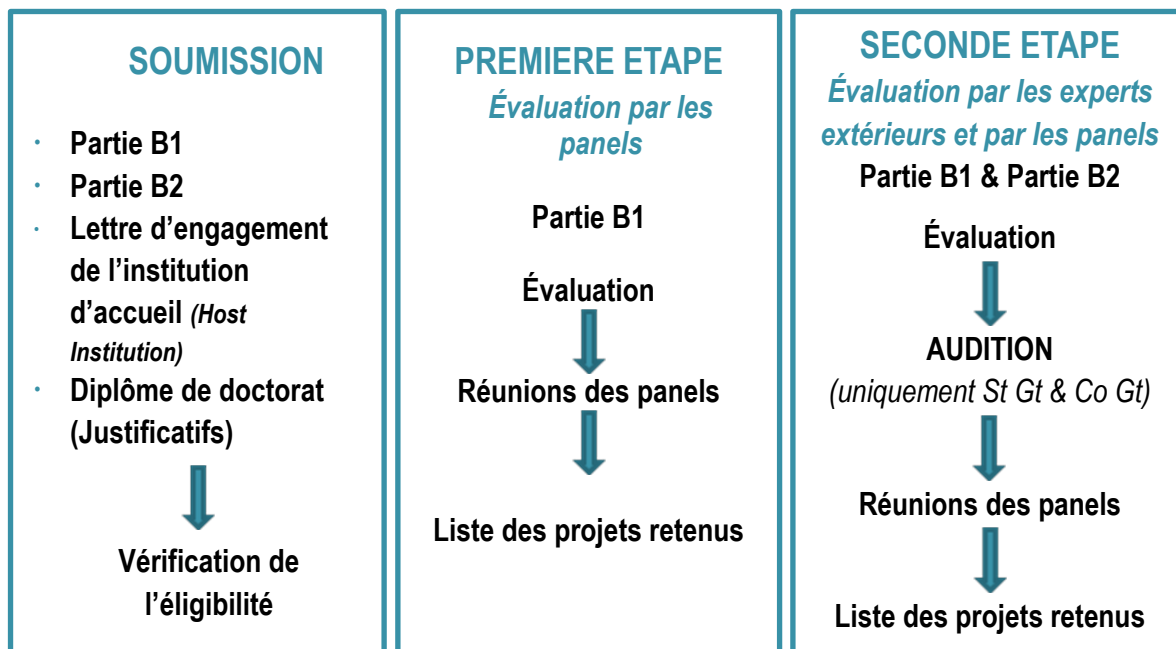 SOUMISSION
· Partie B1
· Partie B2
· Lettre d’engagement
de l’institution
d’accueil (Host
Institution)
· Diplôme de doctorat
(Justificatifs)
Vérification de
l’éligibilité
PREMIERE ETAPE
Évaluation par les
panels
Partie B1
Évaluation
Réunions des panels
Liste des projets retenus
SECONDE ETAPE
Évaluation par les experts
extérieurs et par les panels
Partie B1 & Partie B2
Évaluation
AUDITION
(uniquement St Gt & Co Gt)
Réunions des panels
Liste des projets retenus